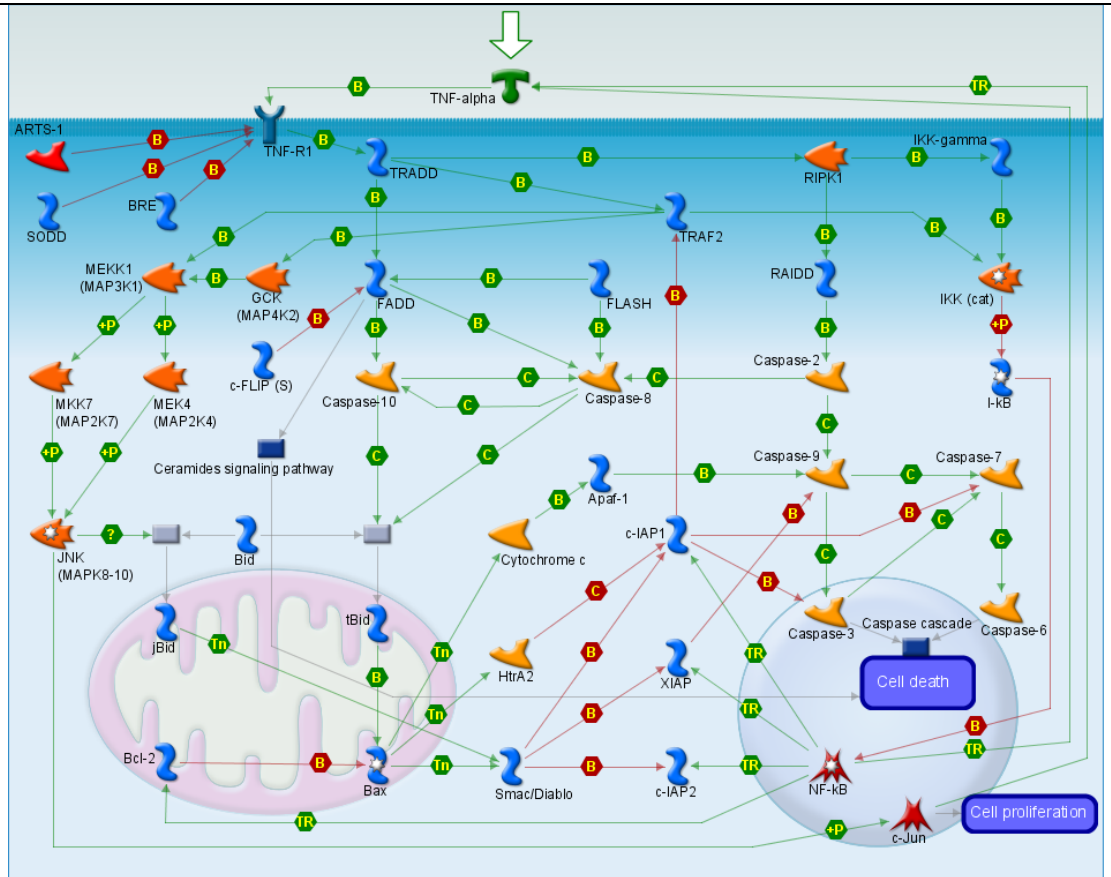 TR
B
TNF-alpha
ARTS-1
B
TNF-R1
B
B
B
TRADD
B
RIPK1
B
IKK-gamma
SODD
BRE
B
B
TRAF2
B
B
B
B
B
MEKK1
(MAP3K1)
B
GCK
(MAP4K2)
FADD
B
FLASH
RAIDD
IKK (cat)
B
+P
+P
B
c-FLIP (S)
B
B
B
B
+P
Caspase-2
MKK7
(MAP2K7)
MEK4
(MAP2K4)
Caspase-10
C
C
Caspase-8
C
I-kB
+P
+P
C
C
C
Ceramides signaling pathway
Apaf-1
B
B
Caspase-9
C
Caspase-7
B
B
JNK
(MAPK8-10)
?
Bid
Cytochrome c
c-IAP1
C
C
C
C
B
Caspase-3
Caspase cascade
Caspase-6
jBid
Tn
tBid
Tn
HtrA2
B
XIAP
TR
Cell death
B
Tn
B
TR
Bcl-2
B
Bax
Tn
Smac/Diablo
B
c-IAP2
TR
NF-kB
B
TR
TR
+P
c-Jun
Cell proliferation